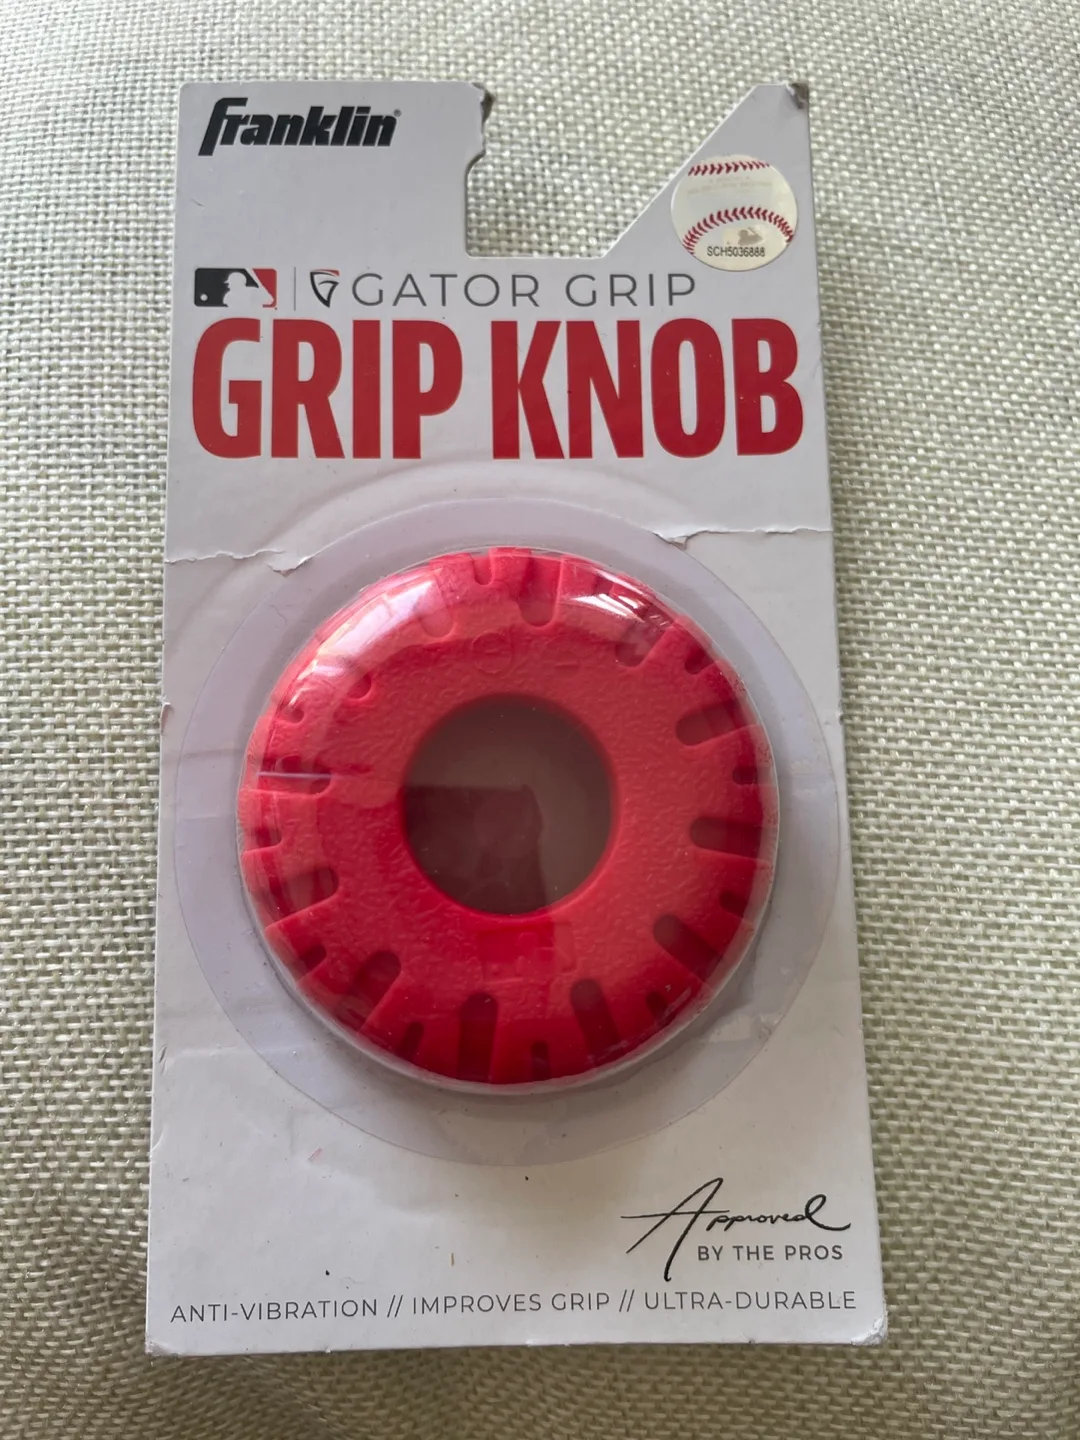 Franklin®
SCH5036888
GATOR GRIP
GRIP KNOB
Approved
BY THE PROS
ANTI-VIBRATION // IMPROVES GRIP // ULTRA-DURABLE